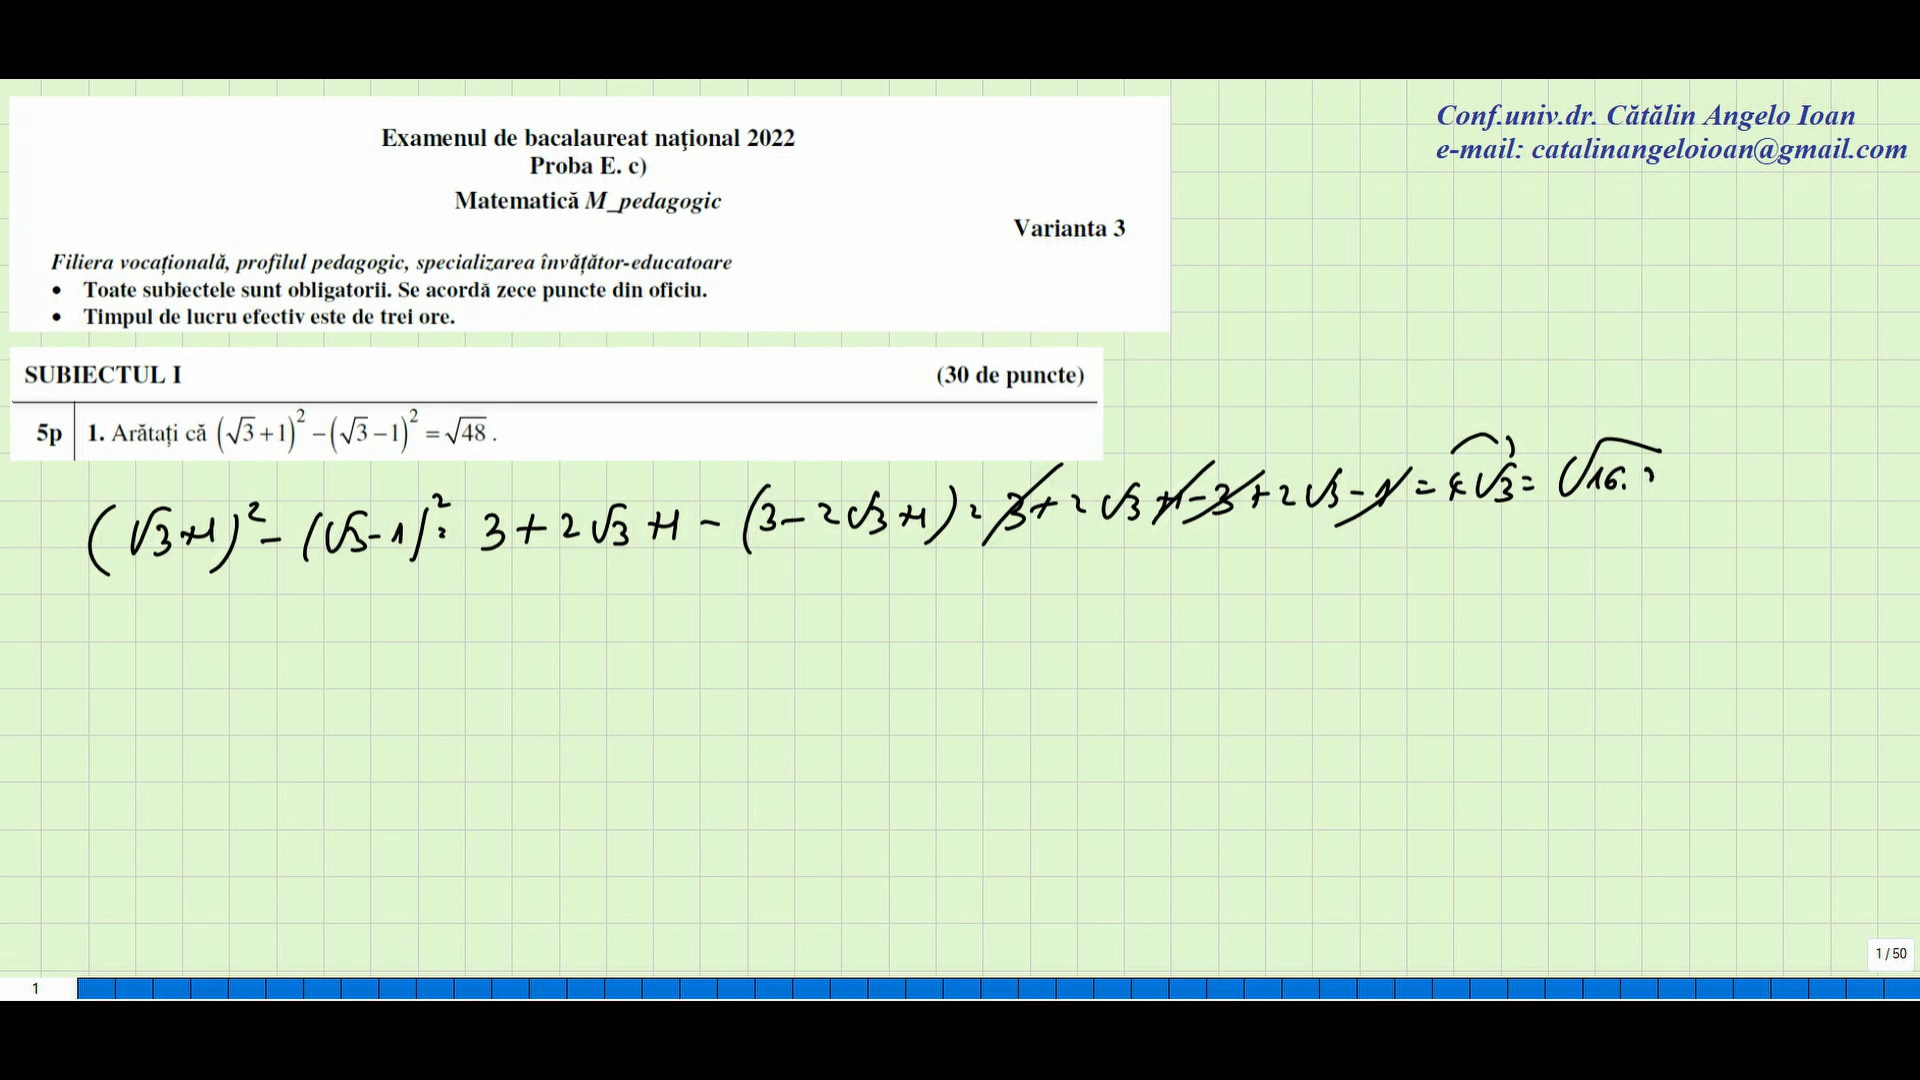 Conf.univ.dr. Cătălin Angelo Ioan
e-mail: catalinangeloioan@gmail.com
Examenul de bacalaureat național 2022
Proba E. c)
Matematică M_pedagogic
Varianta 3
Filiera vocațională, profilul pedagogic, specializarea învățător-educatoare
• Toate subiectele sunt obligatorii. Se acordă zece puncte din oficiu.
• Timpul de lucru efectiv este de trei ore.
SUBIECTUL I (30 de puncte)
5p 1. Arătați că (√3+1)² −(√3−1)² = √48 .
(√3+1)² − (√3−1)² = 3 + 2√3 + 1 − (3 − 2√3 + 1) = 3 + 2√3 + 1 − 3 + 2√3 − 1 = 4√3 = √16·
1 / 50
1